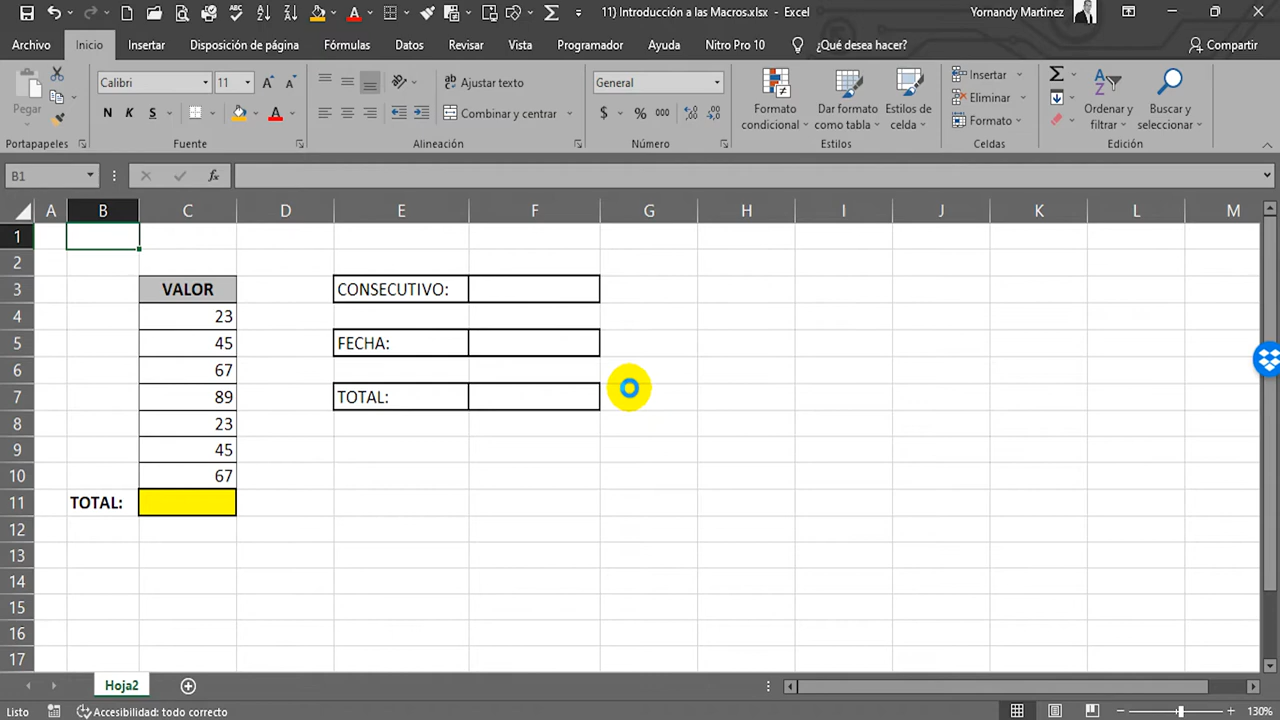 11) Introducción a las Macros.xlsx - Excel
Yornandy Martinez
Archivo Inicio Insertar Disposición de página Fórmulas Datos Revisar Vista Programador Ayuda Nitro Pro 10 ¿Qué desea hacer? Compartir
Pegar
Calibri 11
N K S
Ajustar texto
Combinar y centrar
General
$ % 000
Formato condicional
Dar formato como tabla
Estilos de celda
Insertar
Eliminar
Formato
Ordenar y filtrar
Buscar y seleccionar
Portapapeles Fuente Alineación Número Estilos Celdas Edición
B1 fx
A B C D E F G H I J K L M
1
2
3 VALOR CONSECUTIVO:
4 23
5 45 FECHA:
6 67
7 89 TOTAL:
8 23
9 45
10 67
11 TOTAL:
12
13
14
15
16
17
Hoja2
Listo Accesibilidad: todo correcto 130%